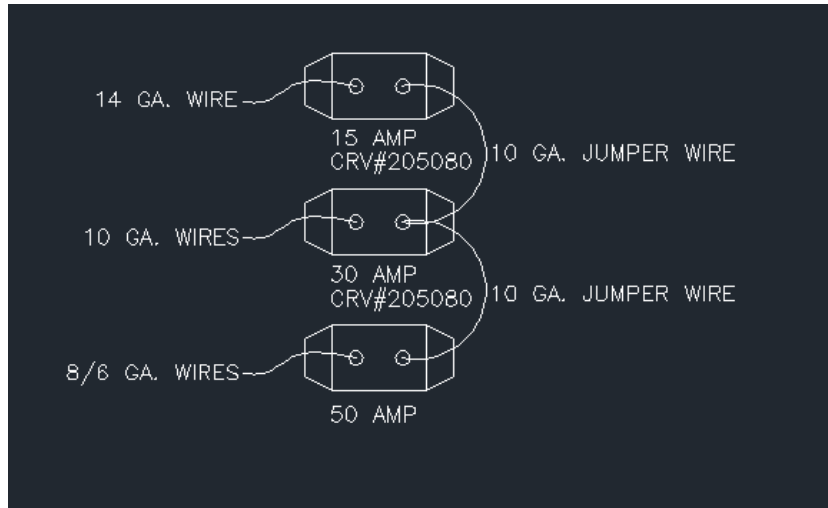 14 GA. WIRE
15 AMP
CRV#205080
10 GA. JUMPER WIRE
10 GA. WIRES
30 AMP
CRV#205080
10 GA. JUMPER WIRE
8/6 GA. WIRES
50 AMP